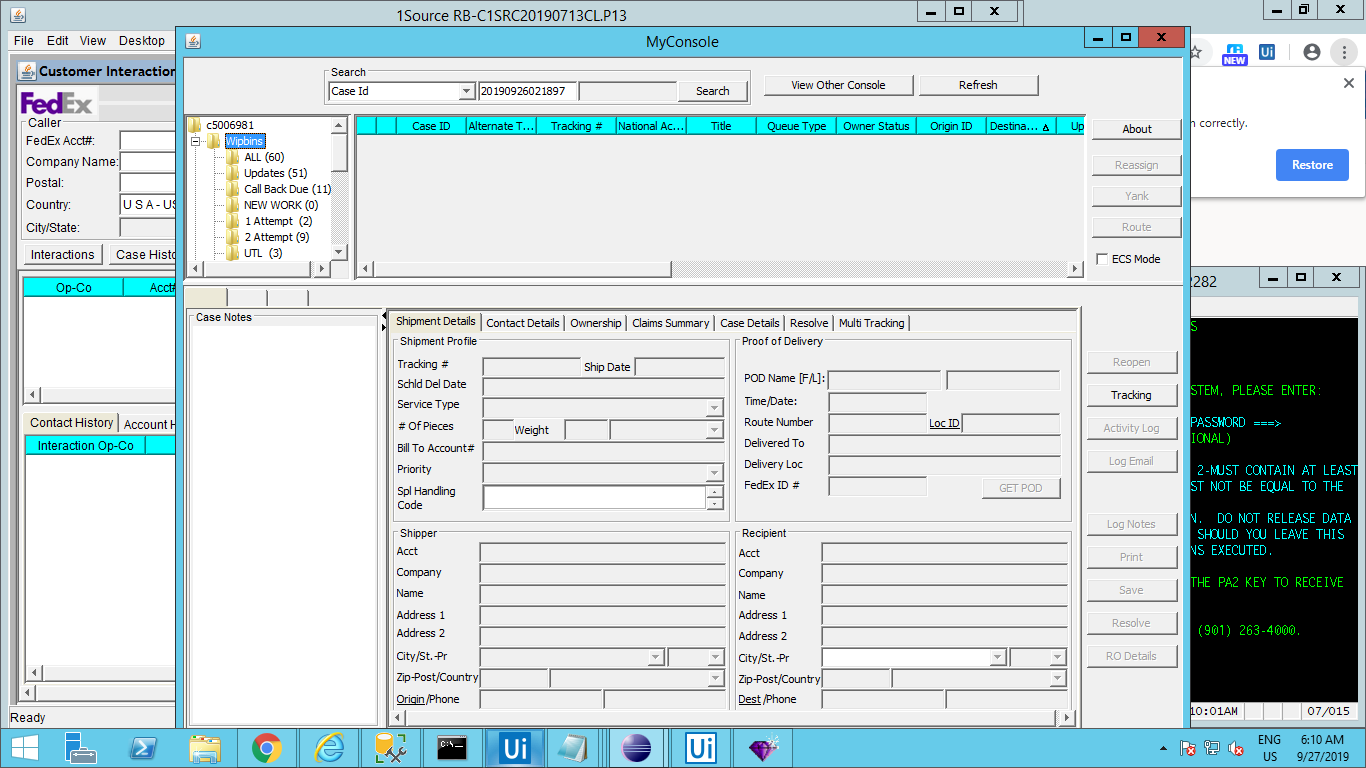 1Source RB-C1SRC20190713CL.P13
File Edit View Desktop
MyConsole
NEW
Customer Interaction
FedEx
Caller
FedEx Acct#:
Company Name:
Postal:
Country: U S A - US
City/State:
Interactions Case Histo
Op-Co Acct#
Contact History Account H
Interaction Op-Co
Ready
Search
Case Id 20190926021897 Search
View Other Console Refresh
c5006981
Wipbins
ALL (60)
Updates (51)
Call Back Due (11)
NEW WORK (0)
1 Attempt (2)
2 Attempt (9)
UTL (3)
Case ID Alternate T... Tracking # National Ac... Title Queue Type Owner Status Origin ID Destina... Up
About
Reassign
Yank
Route
ECS Mode
Case Notes
Shipment Details Contact Details Ownership Claims Summary Case Details Resolve Multi Tracking
Shipment Profile
Tracking # Ship Date
Schld Del Date
Service Type
# Of Pieces Weight
Bill To Account#
Priority
Spl Handling
Code
Proof of Delivery
POD Name [F/L]:
Time/Date:
Route Number Loc ID
Delivered To
Delivery Loc
FedEx ID # GET POD
Shipper
Acct
Company
Name
Address 1
Address 2
City/St.-Pr
Zip-Post/Country
Origin /Phone
Recipient
Acct
Company
Name
Address 1
Address 2
City/St.-Pr
Zip-Post/Country
Dest /Phone
Reopen
Tracking
Activity Log
Log Email
Log Notes
Print
Save
Resolve
RO Details
n correctly.
Restore
2282
S
STEM, PLEASE ENTER:
PASSWORD ===>
IONAL)
2-MUST CONTAIN AT LEAST
ST NOT BE EQUAL TO THE
N. DO NOT RELEASE DATA
SHOULD YOU LEAVE THIS
NS EXECUTED.
THE PA2 KEY TO RECEIVE
(901) 263-4000.
10:01AM 07/015
ENG 6:10 AM
US 9/27/2019